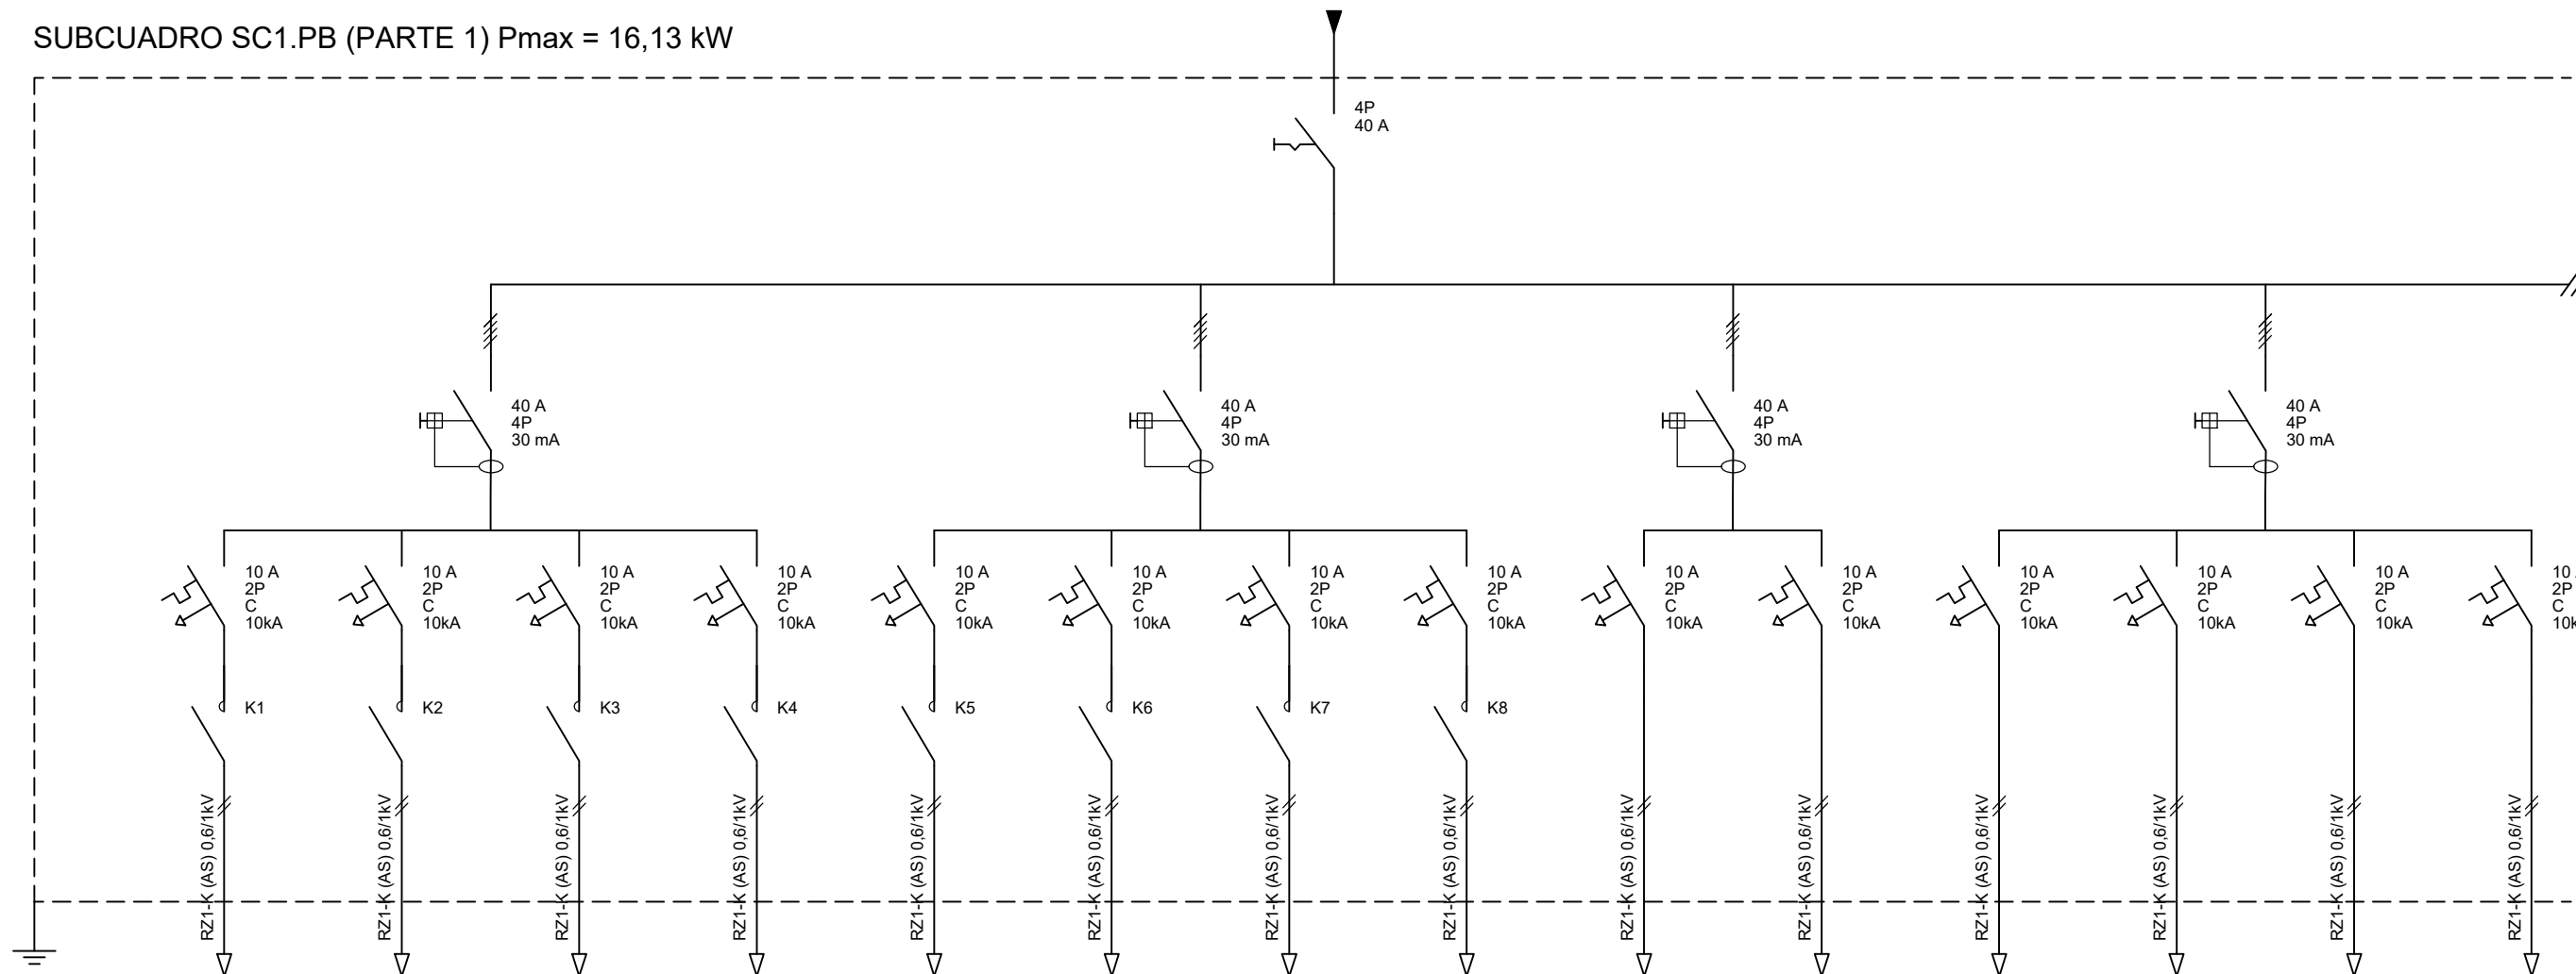 SUBCUADRO SC1.PB (PARTE 1) Pmax = 16,13 kW
4P
40 A
40 A
4P
30 mA
40 A
4P
30 mA
40 A
4P
30 mA
40 A
4P
30 mA
10 A
2P
C
10kA
10 A
2P
C
10kA
10 A
2P
C
10kA
10 A
2P
C
10kA
10 A
2P
C
10kA
10 A
2P
C
10kA
10 A
2P
C
10kA
10 A
2P
C
10kA
10 A
2P
C
10kA
10 A
2P
C
10kA
10 A
2P
C
10kA
10 A
2P
C
10kA
10 A
2P
C
10kA
10
2P
C
K1
K2
K3
K4
K5
K6
K7
K8
RZ1-K (AS) 0,6/1kV
RZ1-K (AS) 0,6/1kV
RZ1-K (AS) 0,6/1kV
RZ1-K (AS) 0,6/1kV
RZ1-K (AS) 0,6/1kV
RZ1-K (AS) 0,6/1kV
RZ1-K (AS) 0,6/1kV
RZ1-K (AS) 0,6/1kV
RZ1-K (AS) 0,6/1kV
RZ1-K (AS) 0,6/1kV
RZ1-K (AS) 0,6/1kV
RZ1-K (AS) 0,6/1kV
RZ1-K (AS) 0,6/1kV
RZ1-K (AS) 0,6/1kV